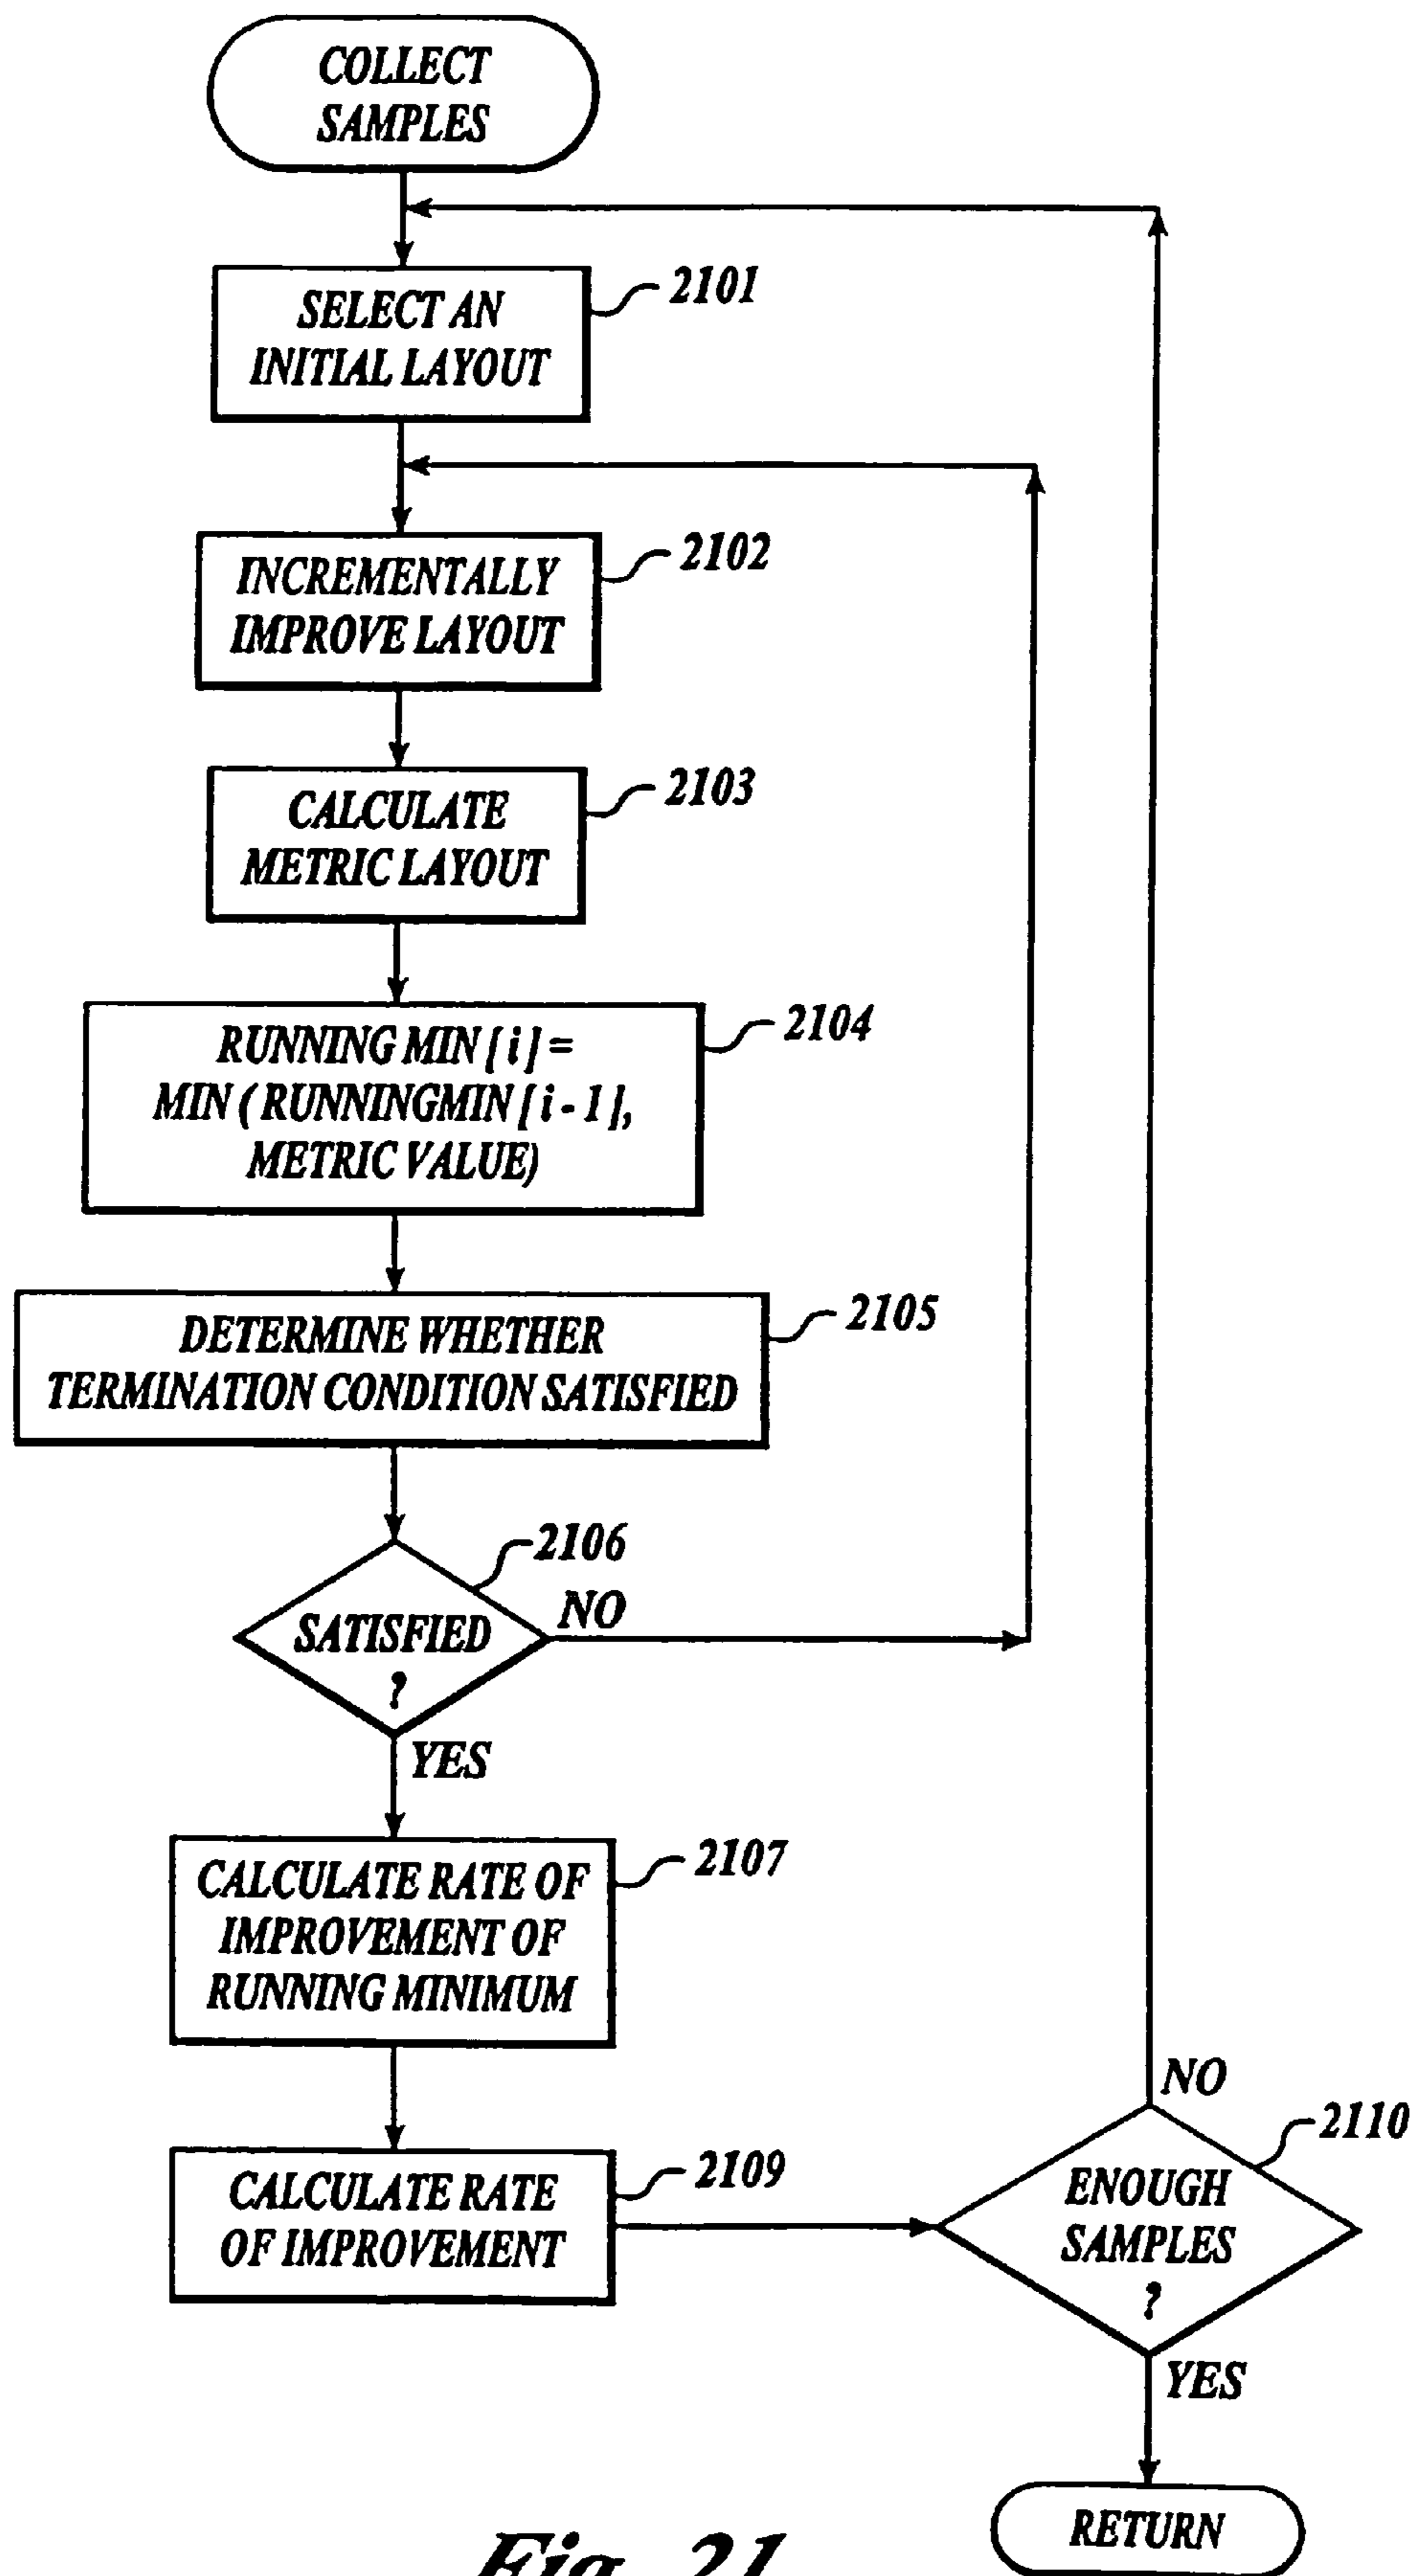 COLLECT
SAMPLES
SELECT AN
INITIAL LAYOUT
2101
INCREMENTALLY
IMPROVE LAYOUT
2102
CALCULATE
METRIC LAYOUT
2103
RUNNING MIN [ i ] =
MIN ( RUNNINGMIN [ i - 1 ],
METRIC VALUE)
2104
DETERMINE WHETHER
TERMINATION CONDITION SATISFIED
2105
SATISFIED
?
2106
NO
YES
CALCULATE RATE OF
IMPROVEMENT OF
RUNNING MINIMUM
2107
CALCULATE RATE
OF IMPROVEMENT
2109
NO
ENOUGH
SAMPLES
?
2110
YES
RETURN
Fig. 21